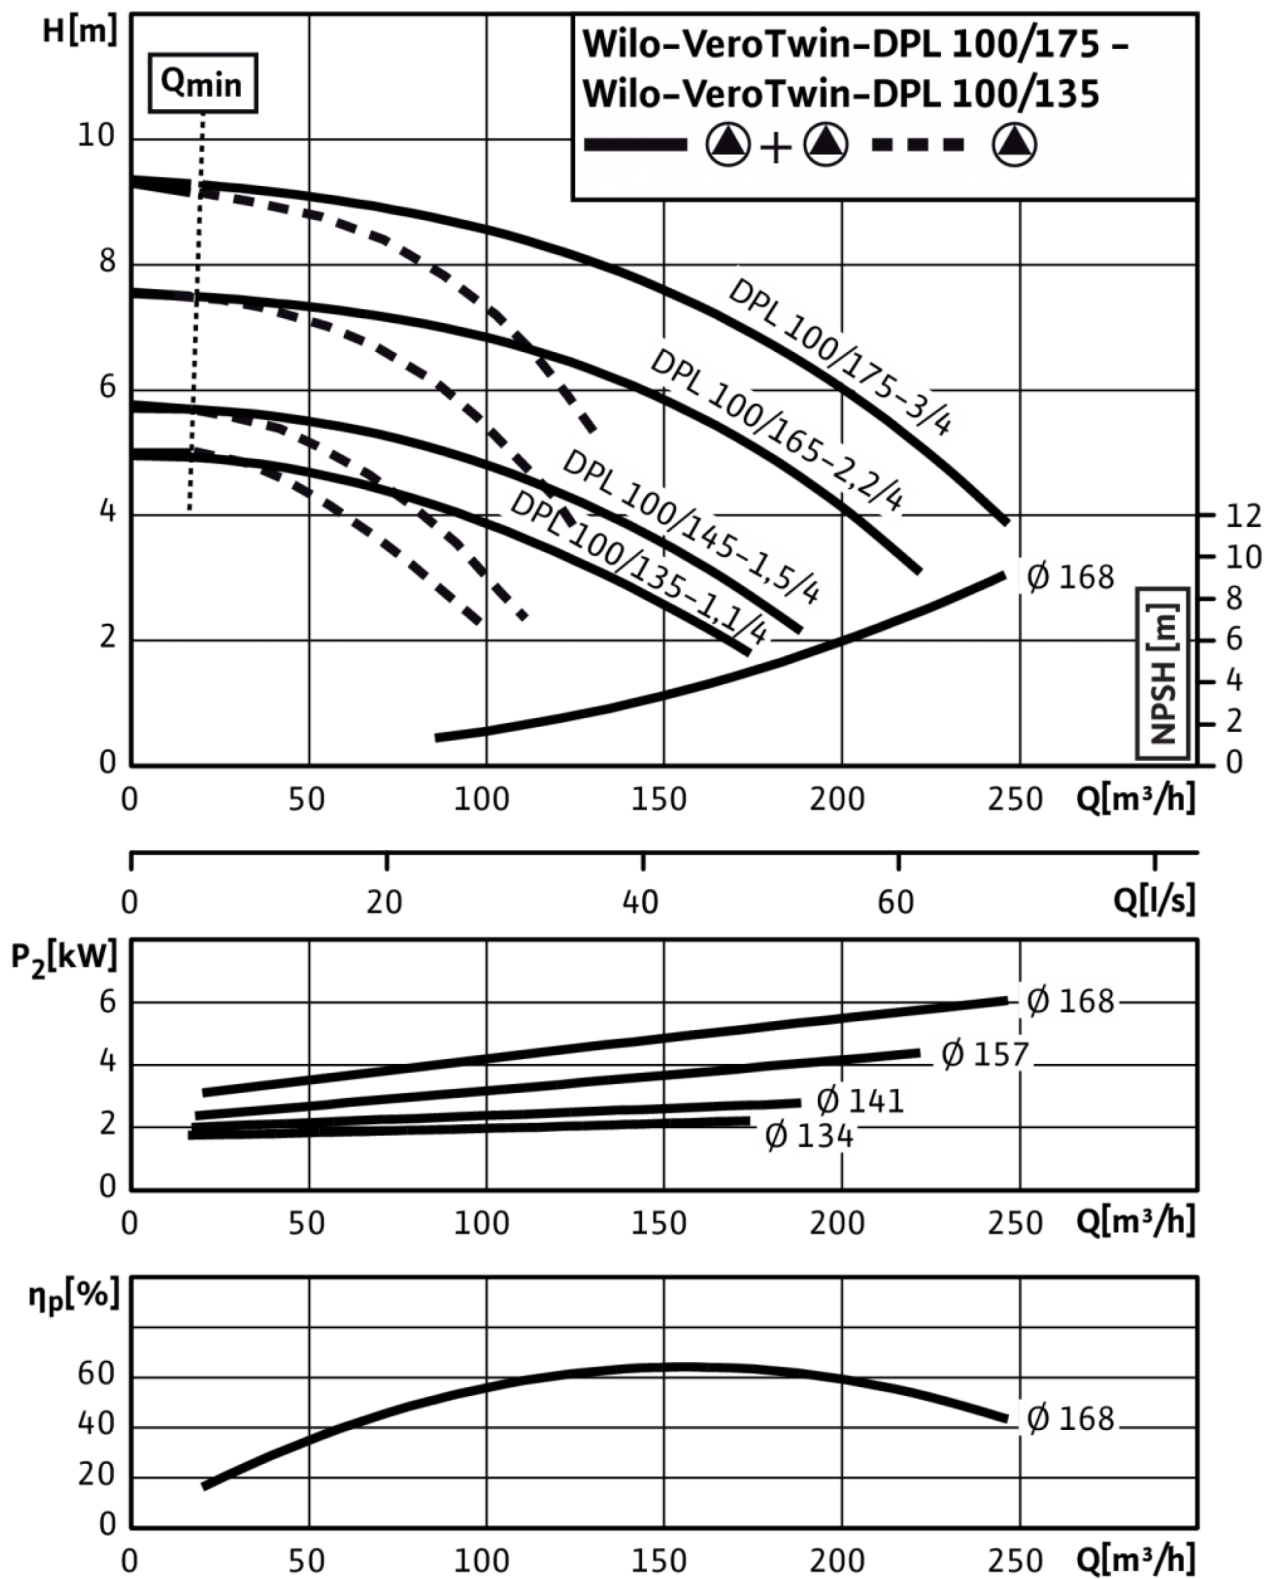 H[m]
Wilo-VeroTwin-DPL 100/175 –
Wilo-VeroTwin-DPL 100/135
+
Qmin
10
8
6
4
2
0
DPL 100/175-3/4
DPL 100/165-2,2/4
DPL 100/145-1,5/4
DPL 100/135-1,1/4
Ø 168
12
10
8
6
4
2
0
NPSH [m]
0 50 100 150 200 250 Q[m³/h]
0 20 40 60 Q[l/s]
P₂[kW]
6
4
2
0
Ø 168
Ø 157
Ø 141
Ø 134
0 50 100 150 200 250 Q[m³/h]
ηp[%]
60
40
20
0
Ø 168
0 50 100 150 200 250 Q[m³/h]